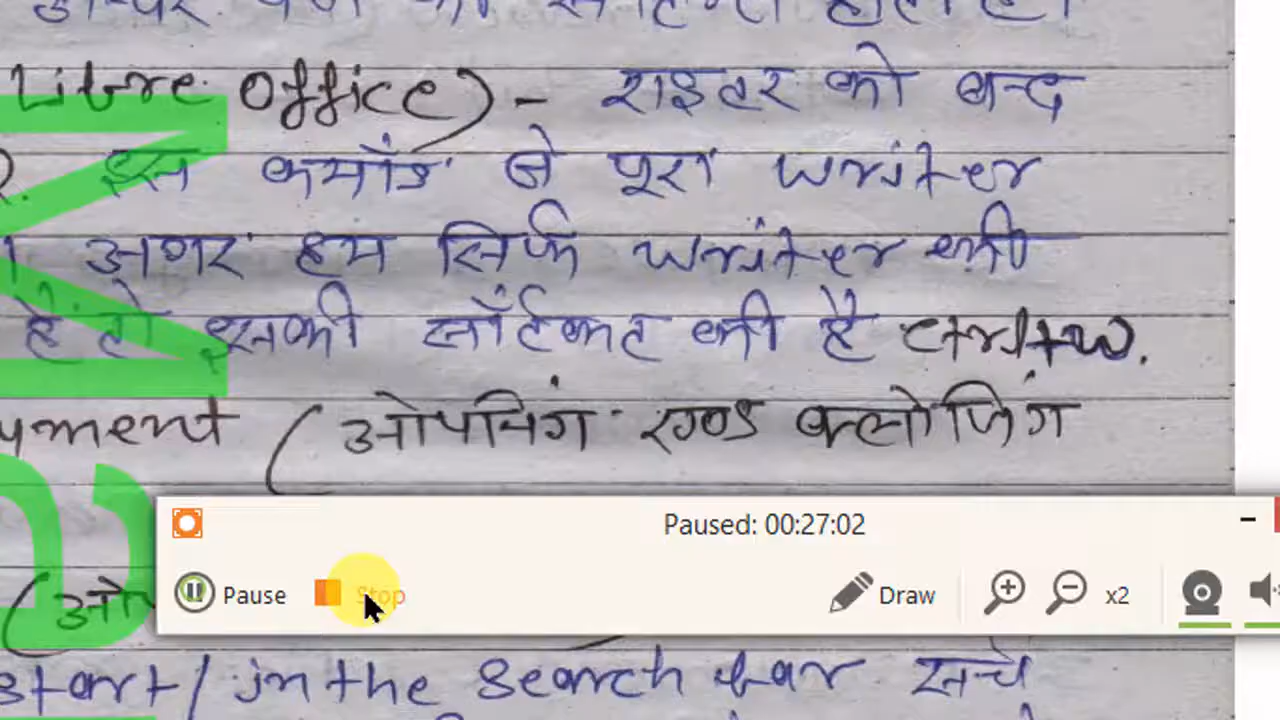 Libre office) - राइटर को बन्द
इस कमाँड से पूरा writer
अगर हम सिर्फ writer की
है तो इसकी सॉर्टकट की है ctrl+w.
(ओपनिंग एण्ड क्लोजिंग
Paused: 00:27:02
Pause Stop Draw x2
start/in the search bar सर्च